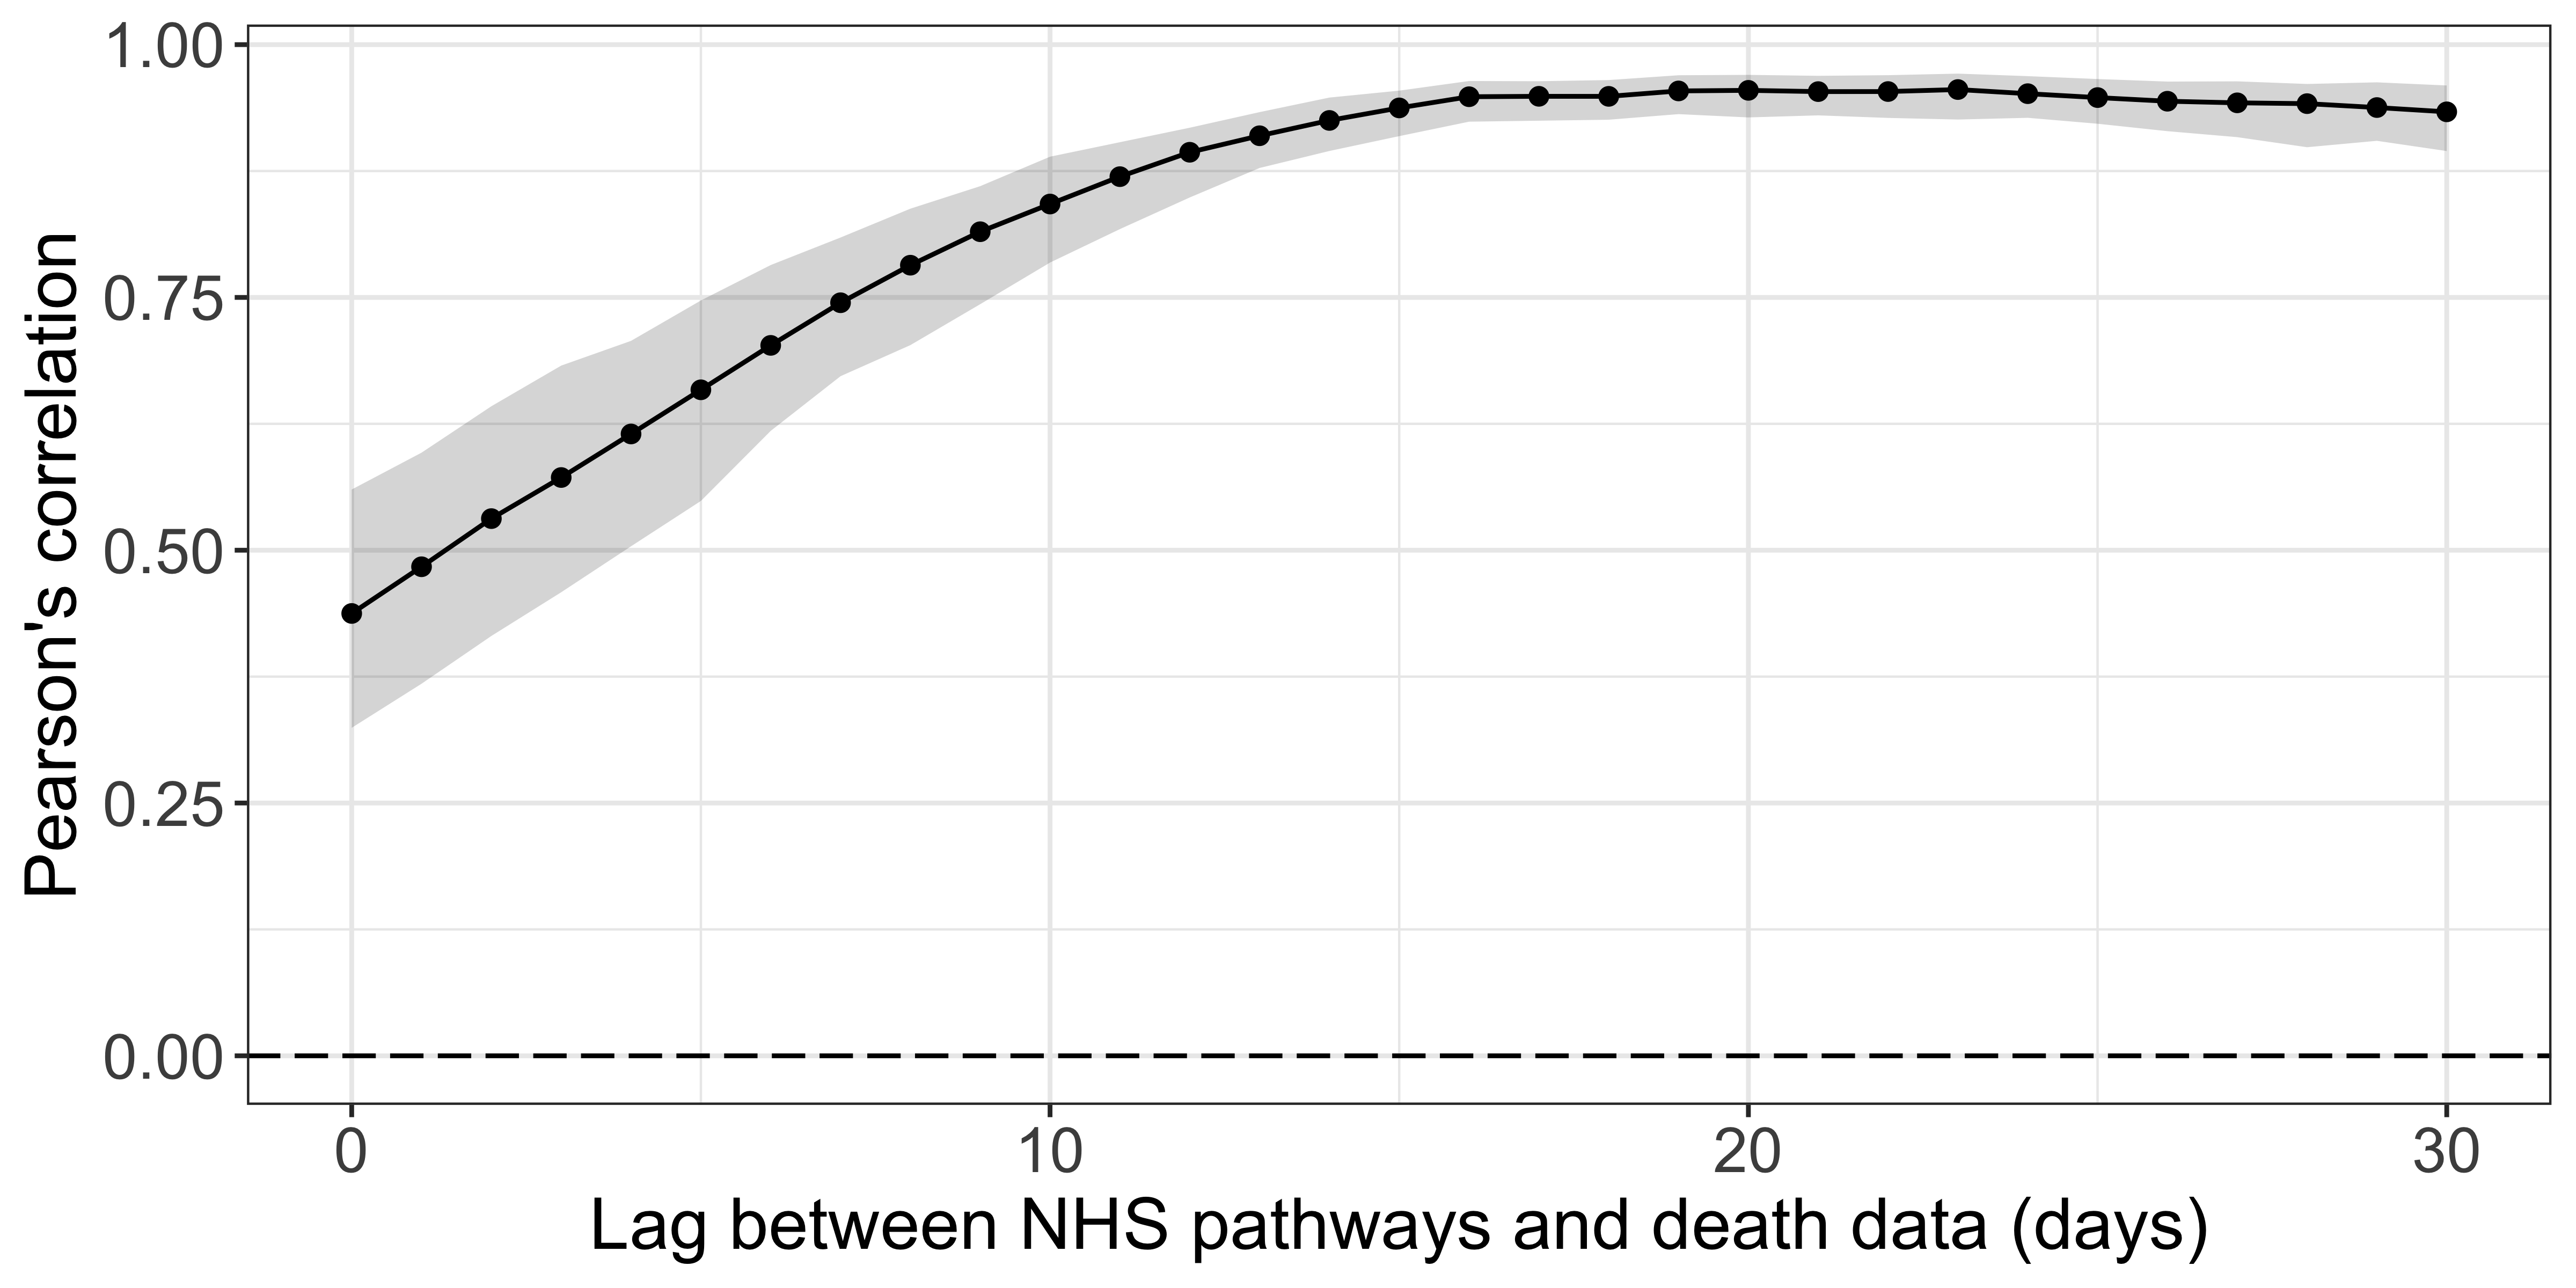 Pearson's correlation
1.00
0.75
0.50
0.25
0.00
0 10 20 30
Lag between NHS pathways and death data (days)